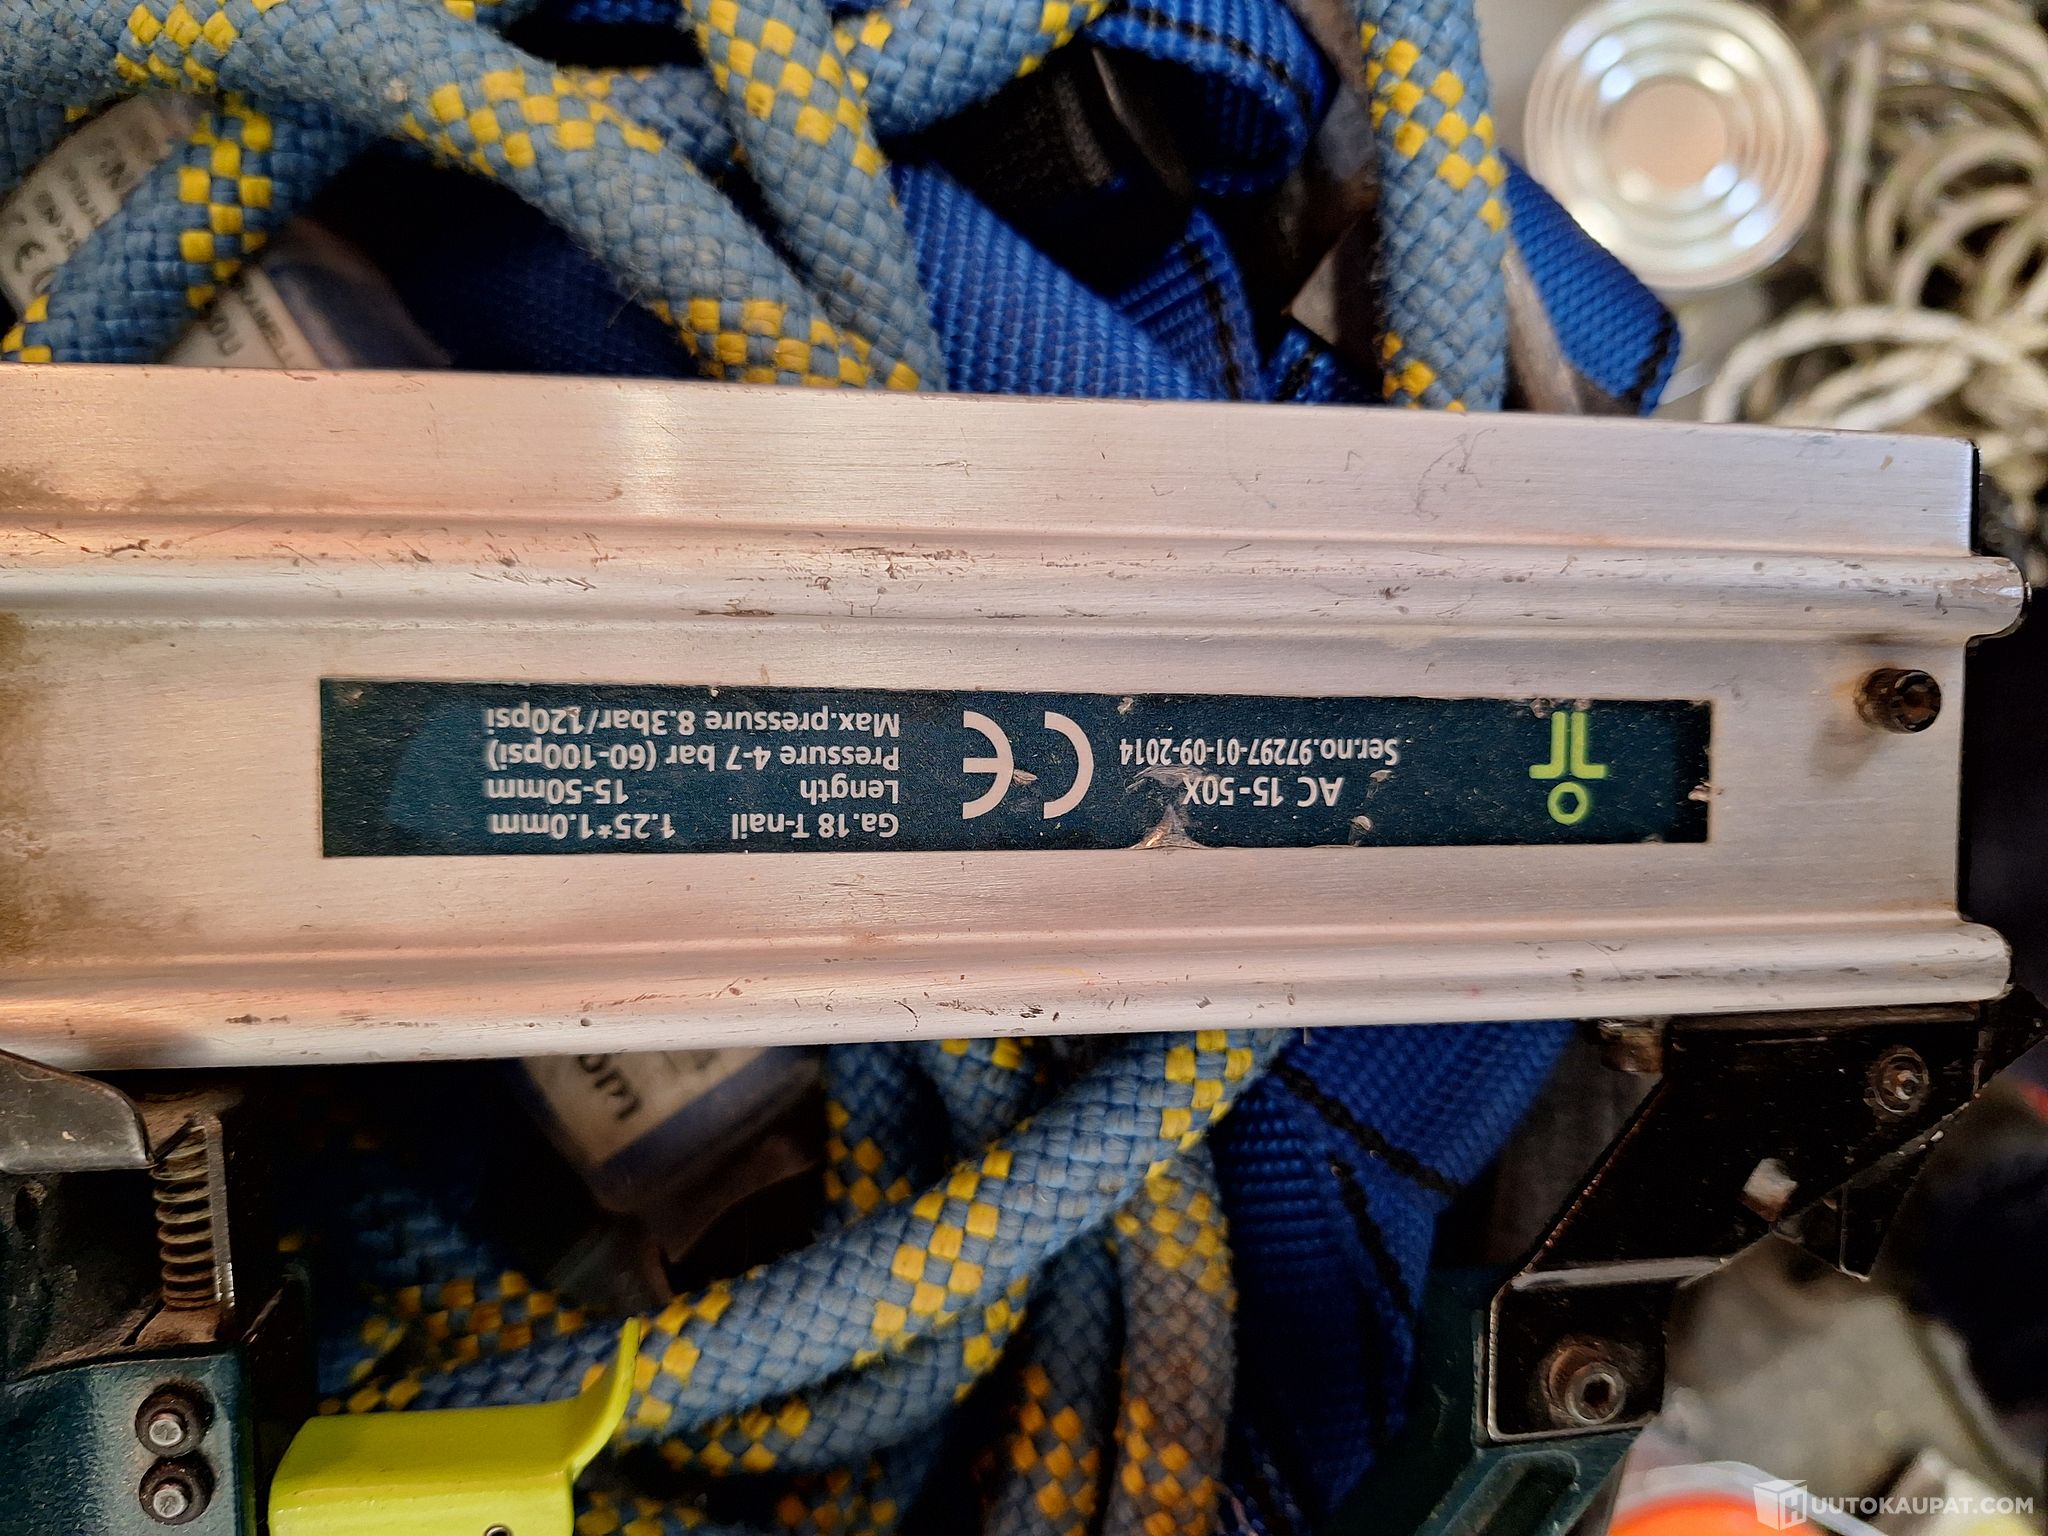 AC 15-50X
Ser.no.97297-01-09-2014
CE
Ga.18 T-nail 1.25*1.0mm
Length 15-50mm
Pressure 4-7 bar (60-100psi)
Max.pressure 8.3bar/120psi
HUUTOKAUPAT.COM